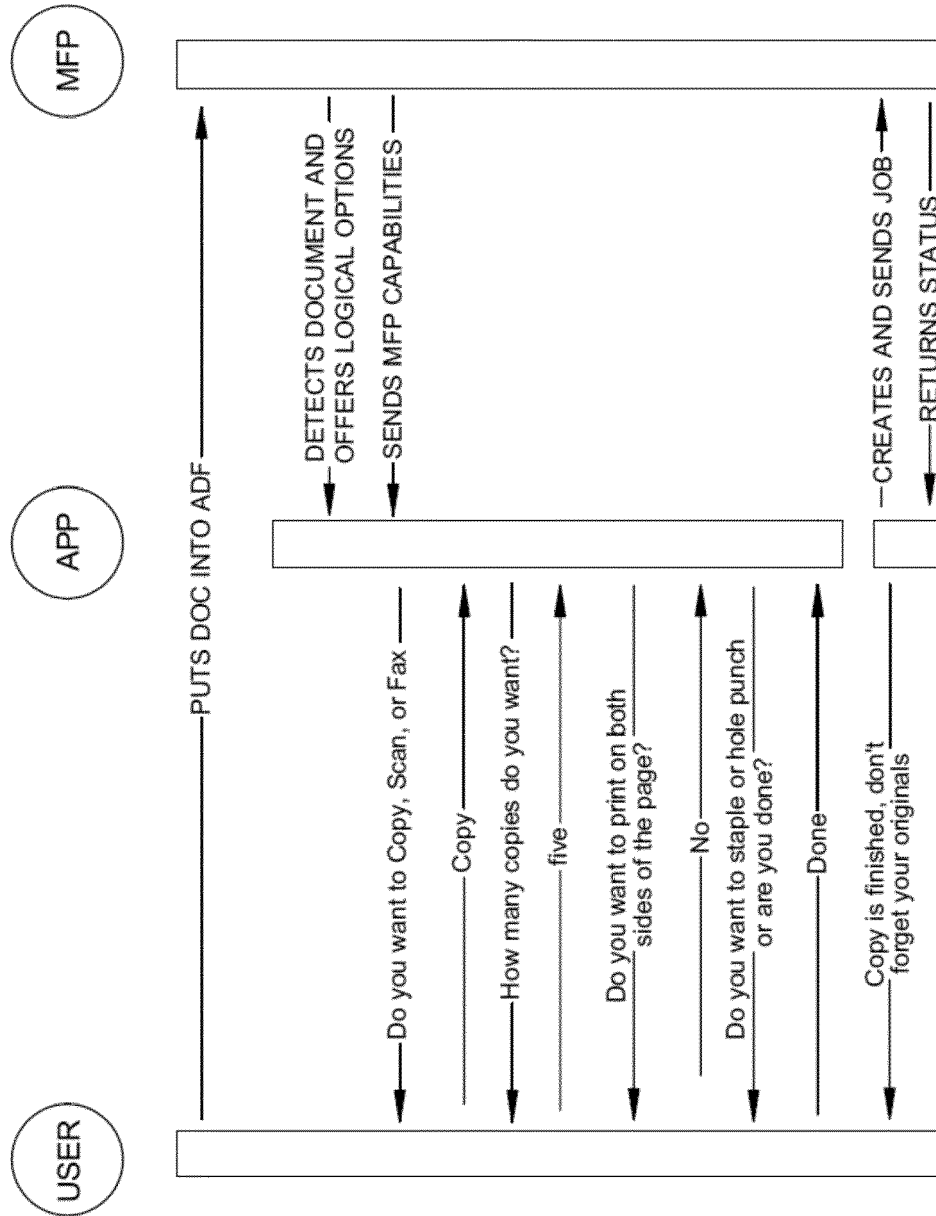 USER
APP
MFP
PUTS DOC INTO ADF
DETECTS DOCUMENT AND
OFFERS LOGICAL OPTIONS
SENDS MFP CAPABILITIES
Do you want to Copy, Scan, or Fax
Copy
How many copies do you want?
five
Do you want to print on both
sides of the page?
No
Do you want to staple or hole punch
or are you done?
Done
CREATES AND SENDS JOB
Copy is finished, don't
forget your originals
RETURNS STATUS